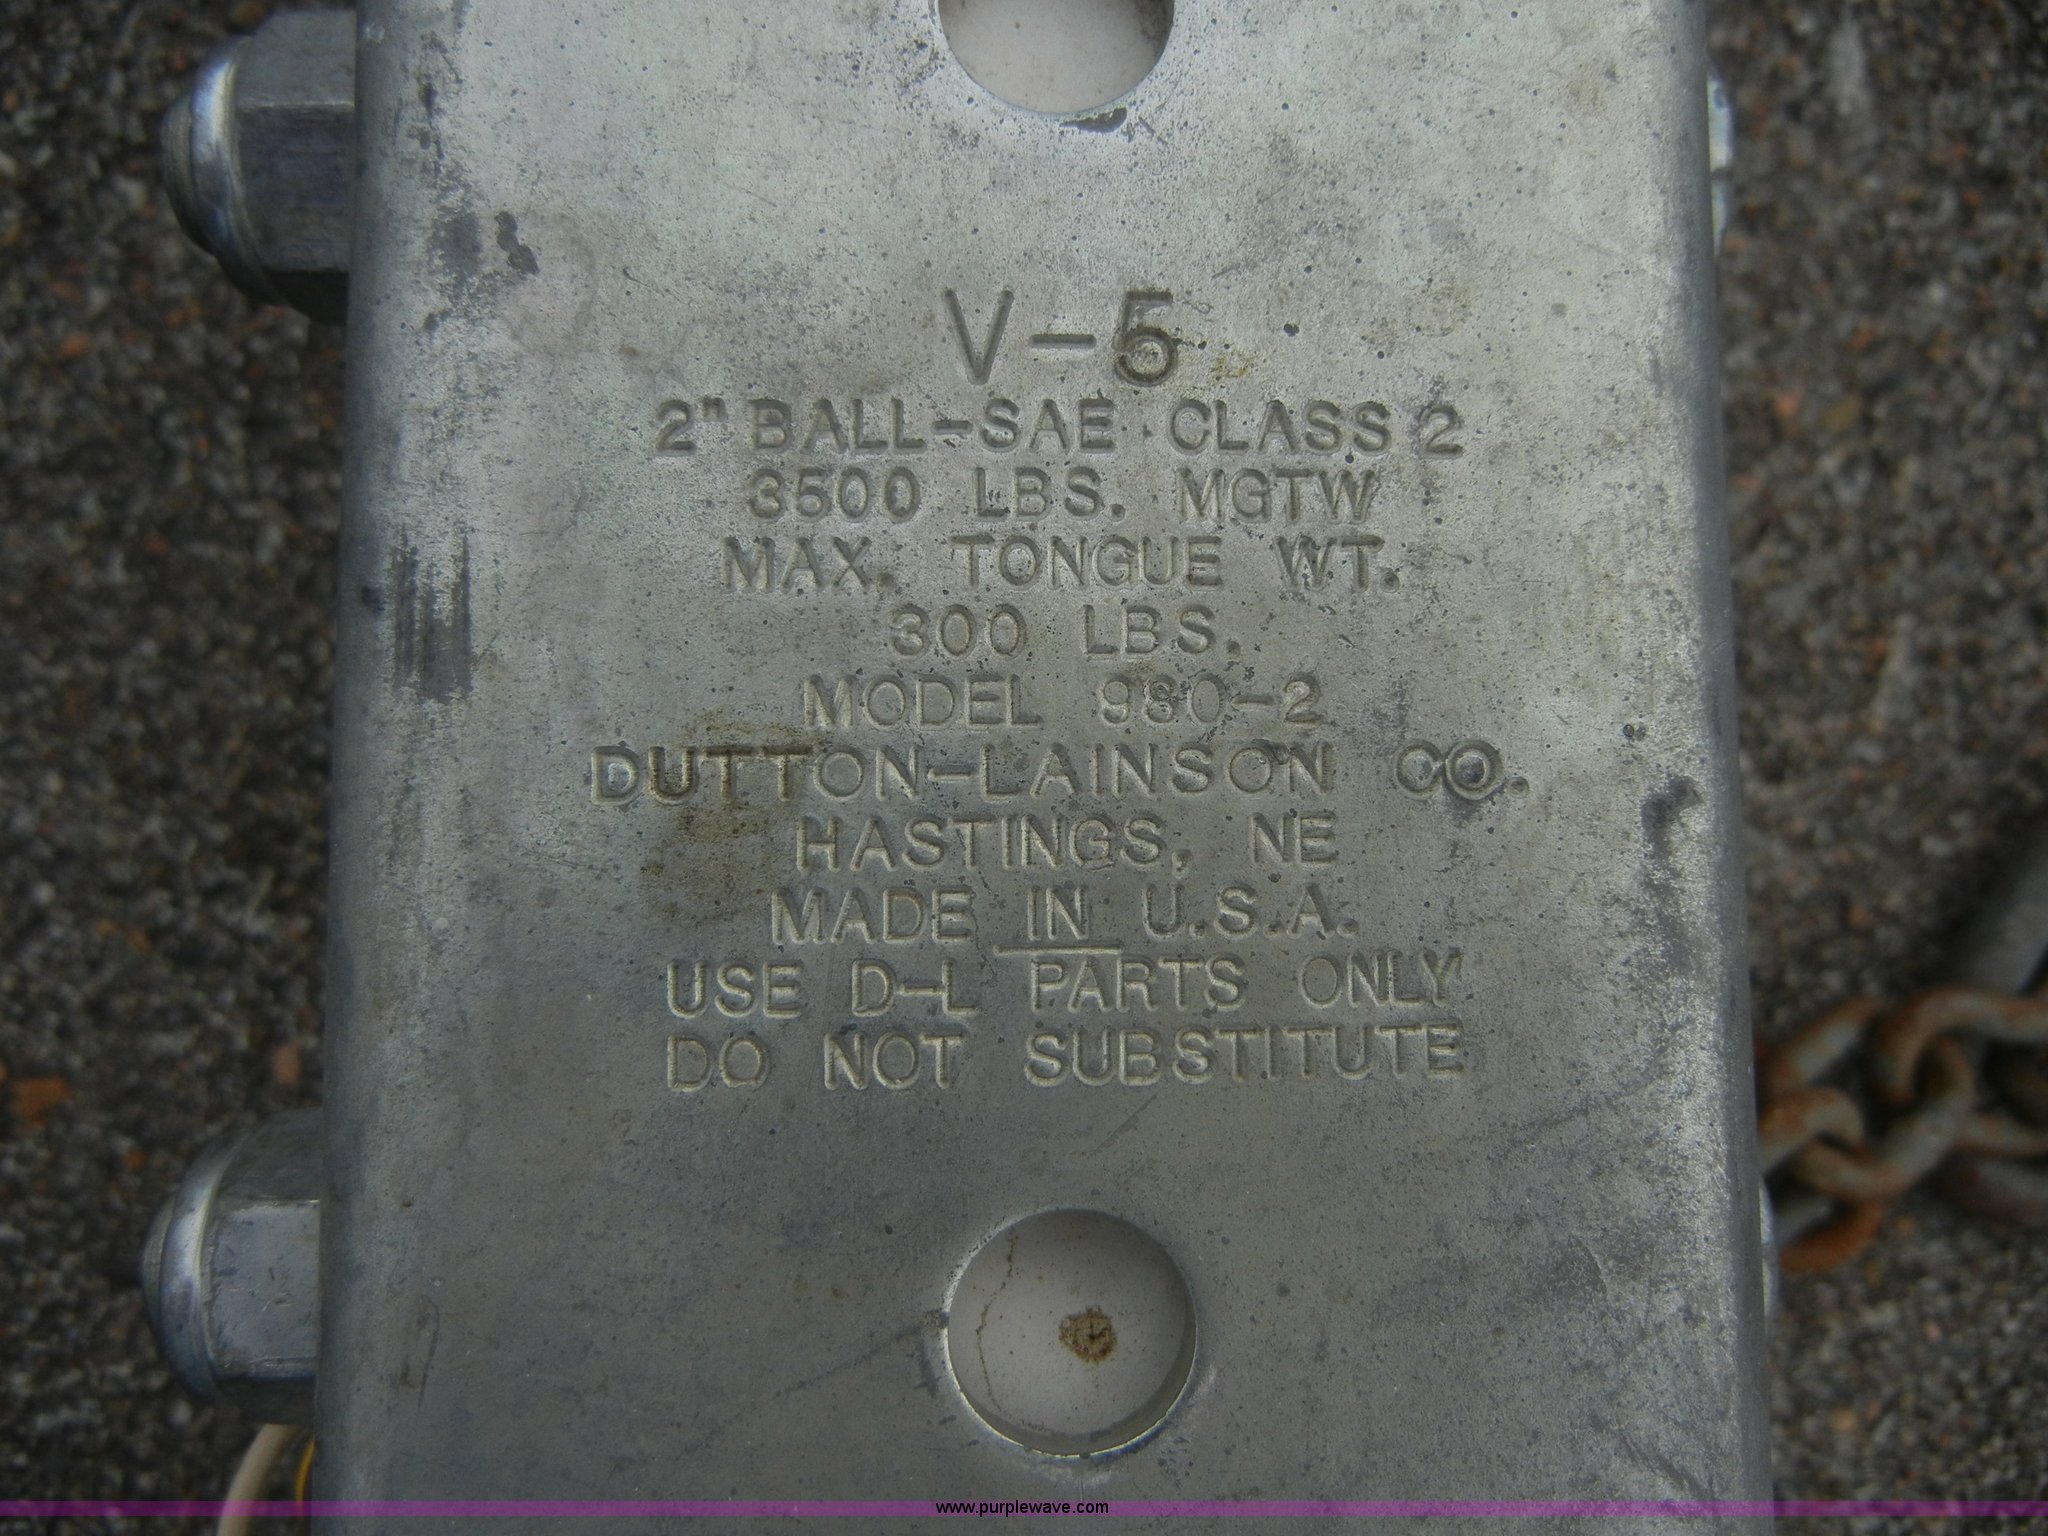 V-5
2" BALL-SAE CLASS 2
3500 LBS. MGTW
MAX. TONGUE WT.
300 LBS.
MODEL 980-2
DUTTON-LAINSON CO.
HASTINGS, NE
MADE IN U.S.A.
USE D-L PARTS ONLY
DO NOT SUBSTITUTE
www.purplewave.com